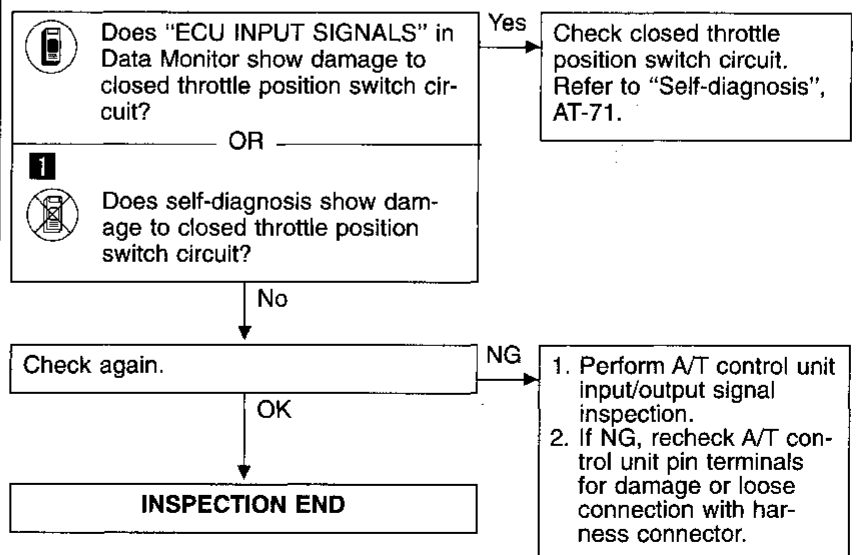 Does "ECU INPUT SIGNALS" in
Data Monitor show damage to
closed throttle position switch cir-
cuit?
Yes
Check closed throttle
position switch circuit.
Refer to "Self-diagnosis",
AT-71.
OR
1
Does self-diagnosis show dam-
age to closed throttle position
switch circuit?
No
Check again.
NG
1. Perform A/T control unit
input/output signal
inspection.
2. If NG, recheck A/T con-
trol unit pin terminals
for damage or loose
connection with har-
ness connector.
OK
INSPECTION END